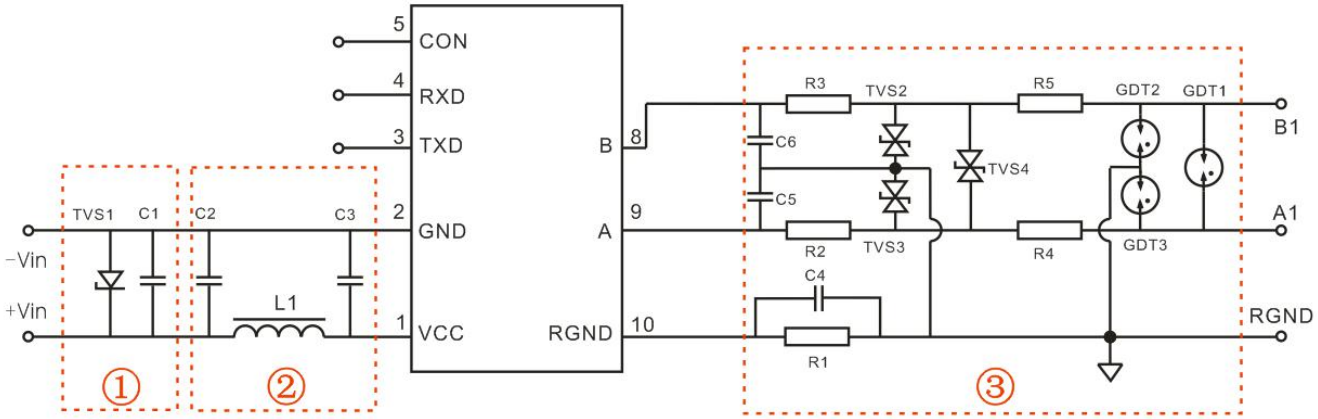 5
CON
4
RXD
3
TXD
2
GND
1
VCC
B
8
A
9
RGND
10
TVS1
C1
C2
C3
−Vin
+Vin
L1
①
②
R3
TVS2
R5
GDT2
GDT1
B1
C6
TVS4
C5
A1
R2
TVS3
R4
GDT3
C4
RGND
R1
③